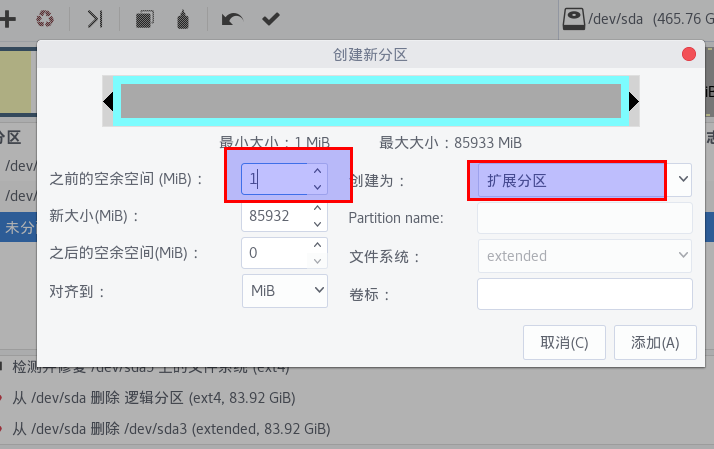 /dev/sda (465.76 G
创建新分区
iB
最小大小：1 MiB 最大大小：85933 MiB
分区
之前的空余空间 (MiB)： 1 创建为： 扩展分区
/dev/
新大小(MiB)： 85932 Partition name:
/dev/
未分
之后的空余空间(MiB)： 0 文件系统： extended
对齐到： MiB 卷标：
取消(C) 添加(A)
检测并修复 /dev/sda5 上的文件系统 (ext4)
从 /dev/sda 删除 逻辑分区 (ext4, 83.92 GiB)
从 /dev/sda 删除 /dev/sda3 (extended, 83.92 GiB)